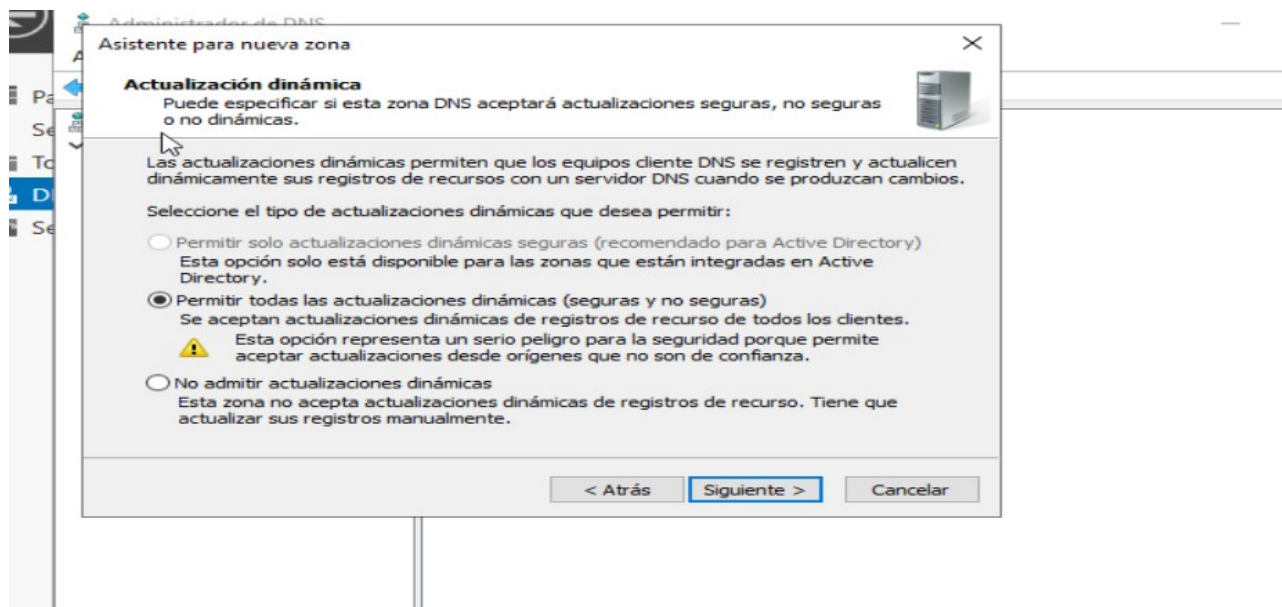 Administrador de DNS
Asistente para nueva zona
Actualización dinámica
Puede especificar si esta zona DNS aceptará actualizaciones seguras, no seguras
o no dinámicas.
Las actualizaciones dinámicas permiten que los equipos cliente DNS se registren y actualicen
dinámicamente sus registros de recursos con un servidor DNS cuando se produzcan cambios.
Seleccione el tipo de actualizaciones dinámicas que desea permitir:
Permitir solo actualizaciones dinámicas seguras (recomendado para Active Directory)
Esta opción solo está disponible para las zonas que están integradas en Active
Directory.
Permitir todas las actualizaciones dinámicas (seguras y no seguras)
Se aceptan actualizaciones dinámicas de registros de recurso de todos los clientes.
Esta opción representa un serio peligro para la seguridad porque permite
aceptar actualizaciones desde orígenes que no son de confianza.
No admitir actualizaciones dinámicas
Esta zona no acepta actualizaciones dinámicas de registros de recurso. Tiene que
actualizar sus registros manualmente.
< Atrás Siguiente > Cancelar